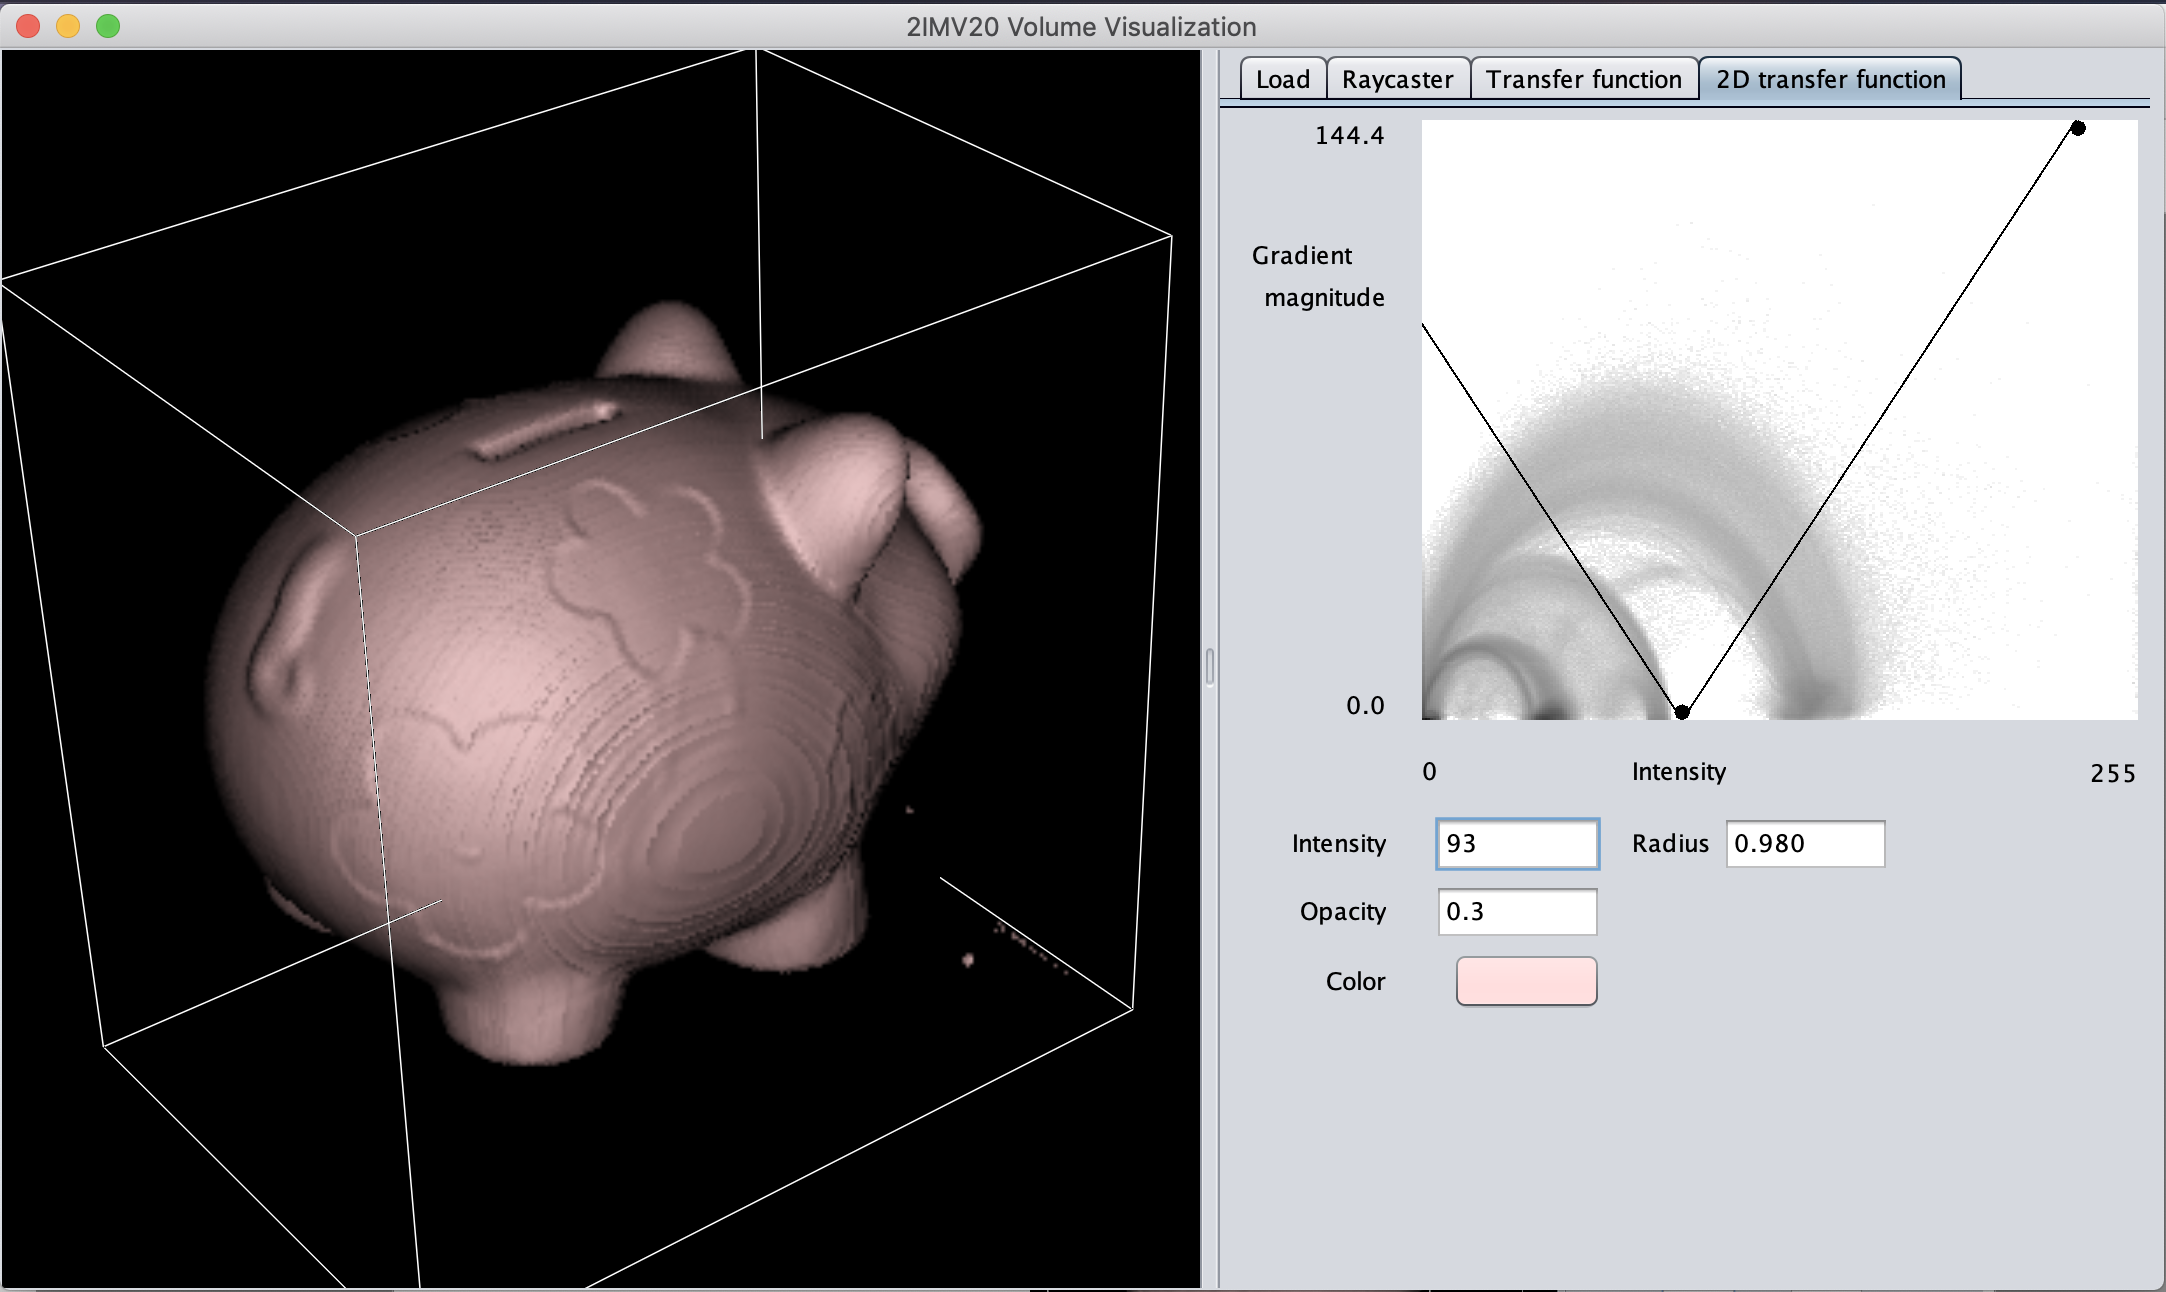 2IMV20 Volume Visualization
Load Raycaster Transfer function 2D transfer function
144.4
Gradient
magnitude
0.0
0 Intensity 255
Intensity 93 Radius 0.980
Opacity 0.3
Color